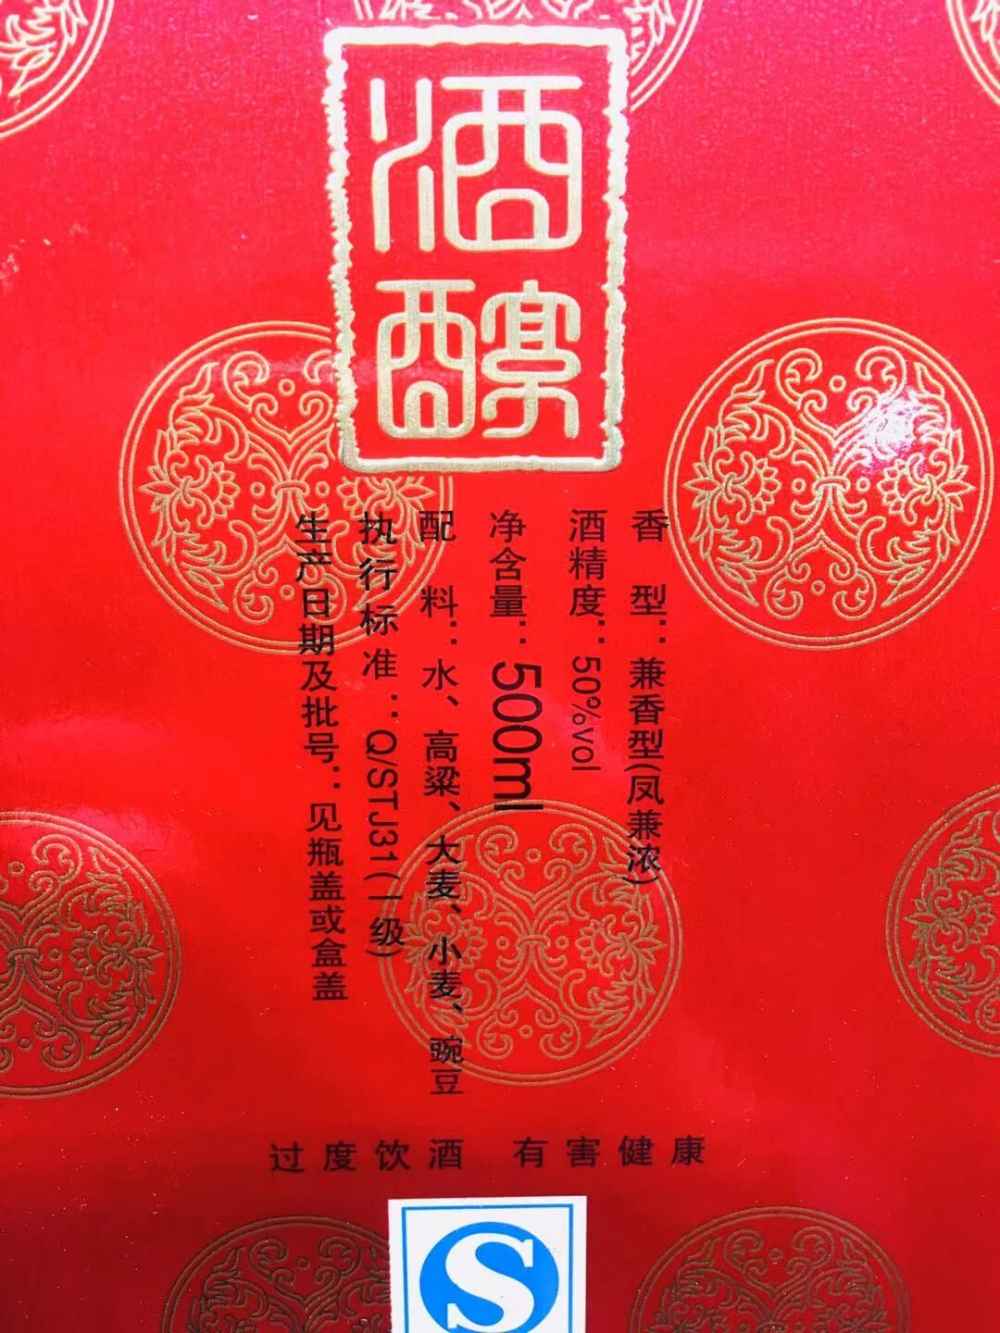 酒
香 型：兼香型(凤兼浓)
酒精度：50%vol
净含量：500ml
配 料：水、高粱、大麦、小麦、豌豆
执行标准：Q/STJ31(一级)
生产日期及批号：见瓶盖或盒盖
过度饮酒 有害健康
S